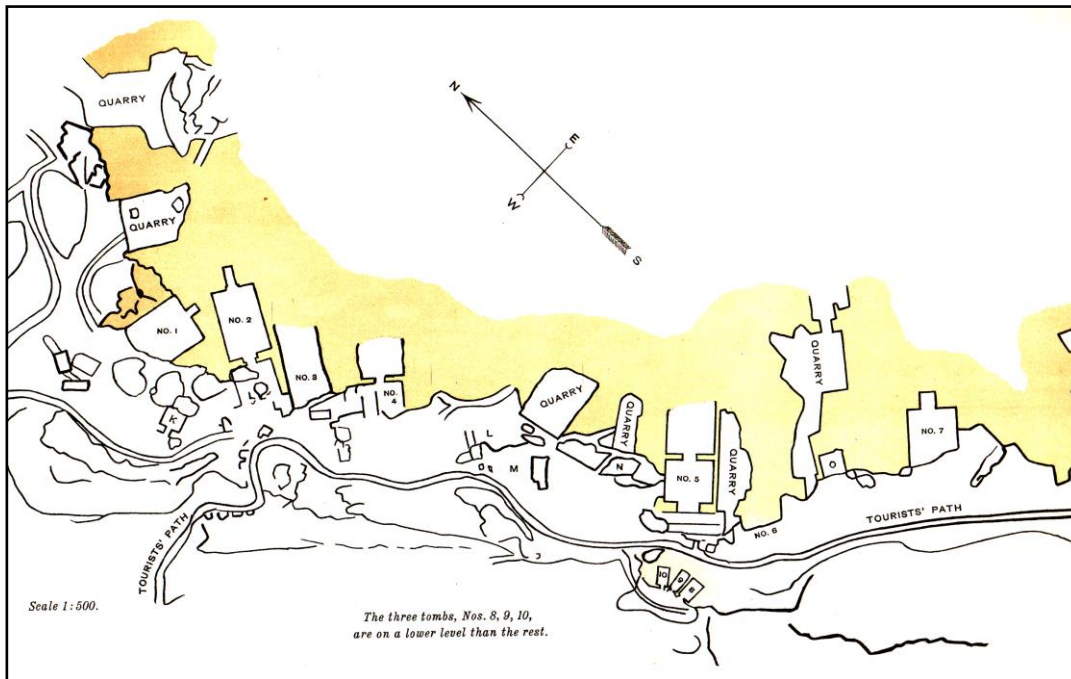 QUARRY
N
E
W
S
QUARRY
NO. 1
NO. 2
NO. 3
NO.
4
K
QUARRY
QUARRY
L
M
N
NO. 5
QUARRY
QUARRY
O
NO. 7
NO. 6
TOURISTS' PATH
TOURISTS' PATH
J
10
9
8
Scale 1:500.
The three tombs, Nos. 8, 9, 10,
are on a lower level than the rest.